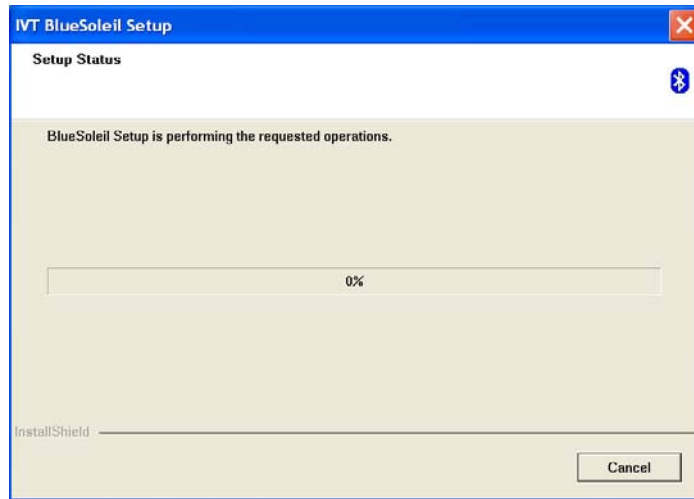 IVT BlueSoleil Setup
Setup Status
BlueSoleil Setup is performing the requested operations.
0%
InstallShield
Cancel